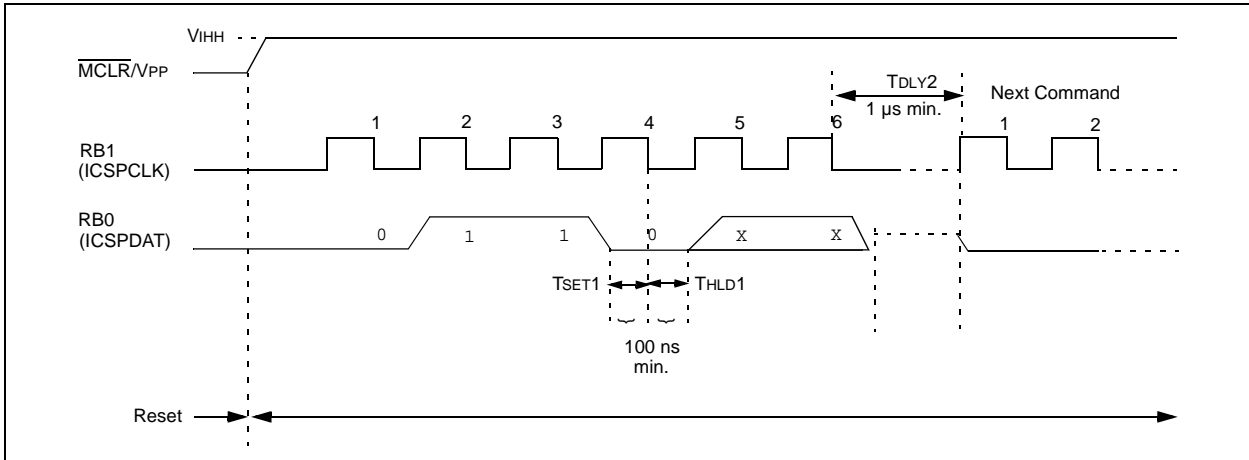 VIHH
MCLR/VPP
TDLY2
1 µs min.
Next Command
1 2 3 4 5 6 1 2
RB1
(ICSPCLK)
RB0
(ICSPDAT)
0 1 1 0 X X
TSET1
THLD1
100 ns
min.
Reset